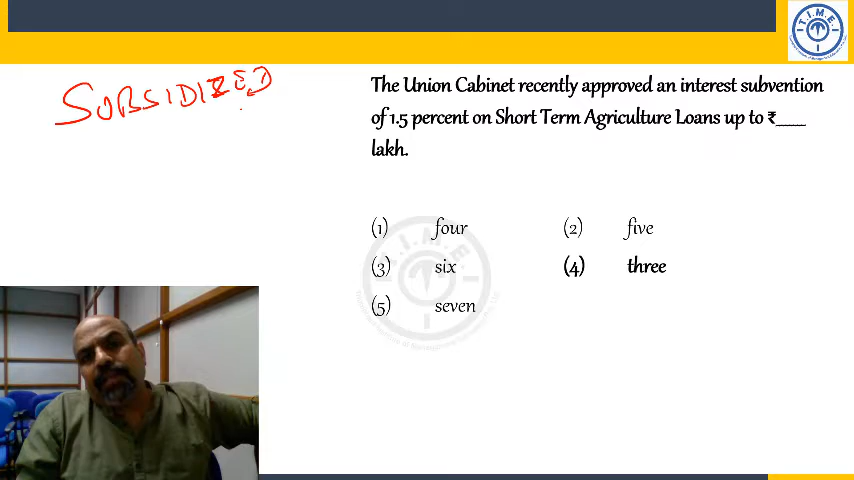 T.I.M.E.
SUBSIDIZED
The Union Cabinet recently approved an interest subvention
of 1.5 percent on Short Term Agriculture Loans up to ₹____
lakh.
(1) four (2) five
(3) six (4) three
(5) seven
T.I.M.E.